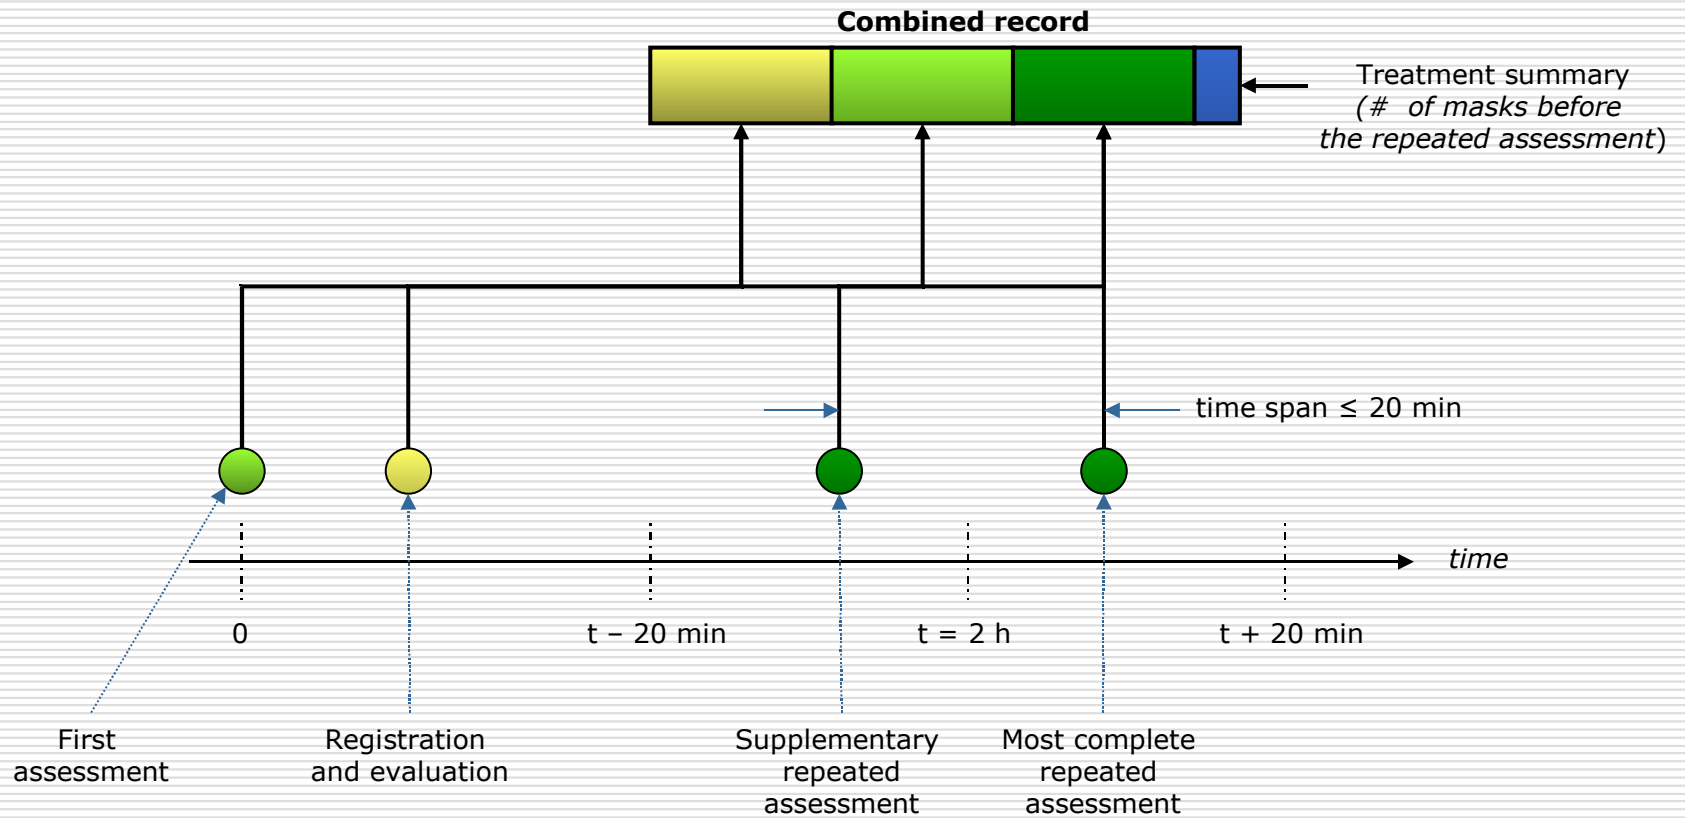 Combined record
Treatment summary
(#  of masks before
the repeated assessment)
time span ≤ 20 min
time
0
t – 20 min
t = 2 h
t + 20 min
First
assessment
Registration
and evaluation
Supplementary
repeated
assessment
Most complete
repeated
assessment